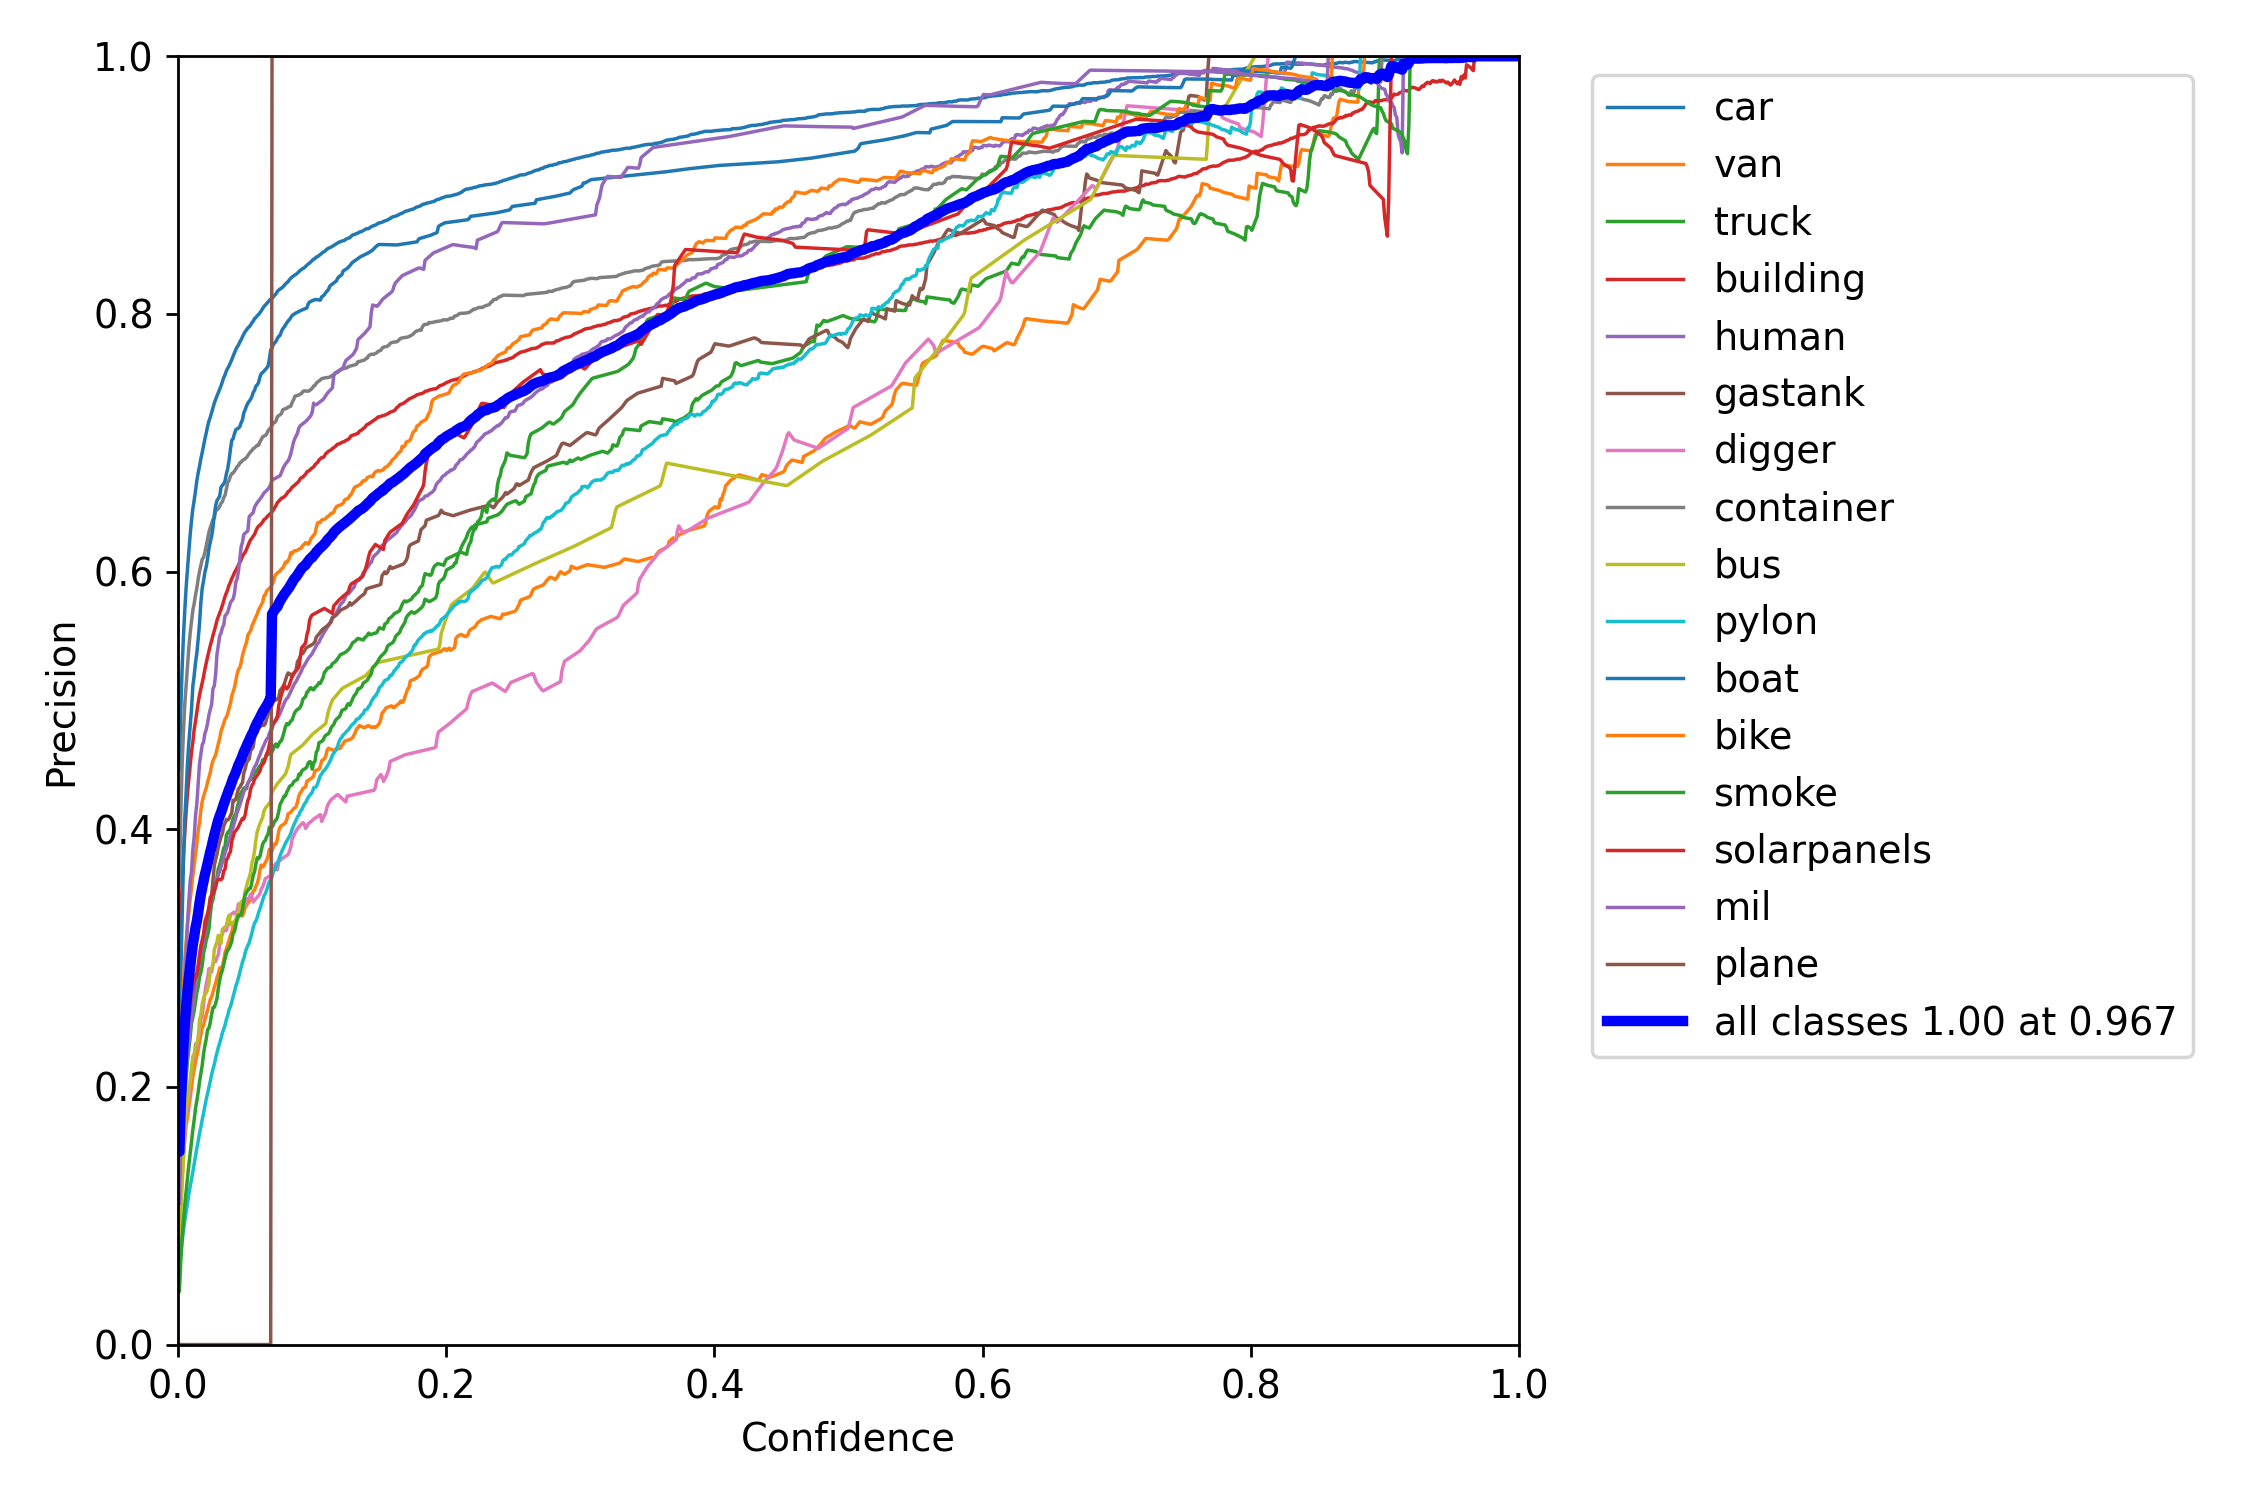 1.0
0.8
0.6
0.4
0.2
0.0
0.0 0.2 0.4 0.6 0.8 1.0
Precision
Confidence
car
van
truck
building
human
gastank
digger
container
bus
pylon
boat
bike
smoke
solarpanels
mil
plane
all classes 1.00 at 0.967